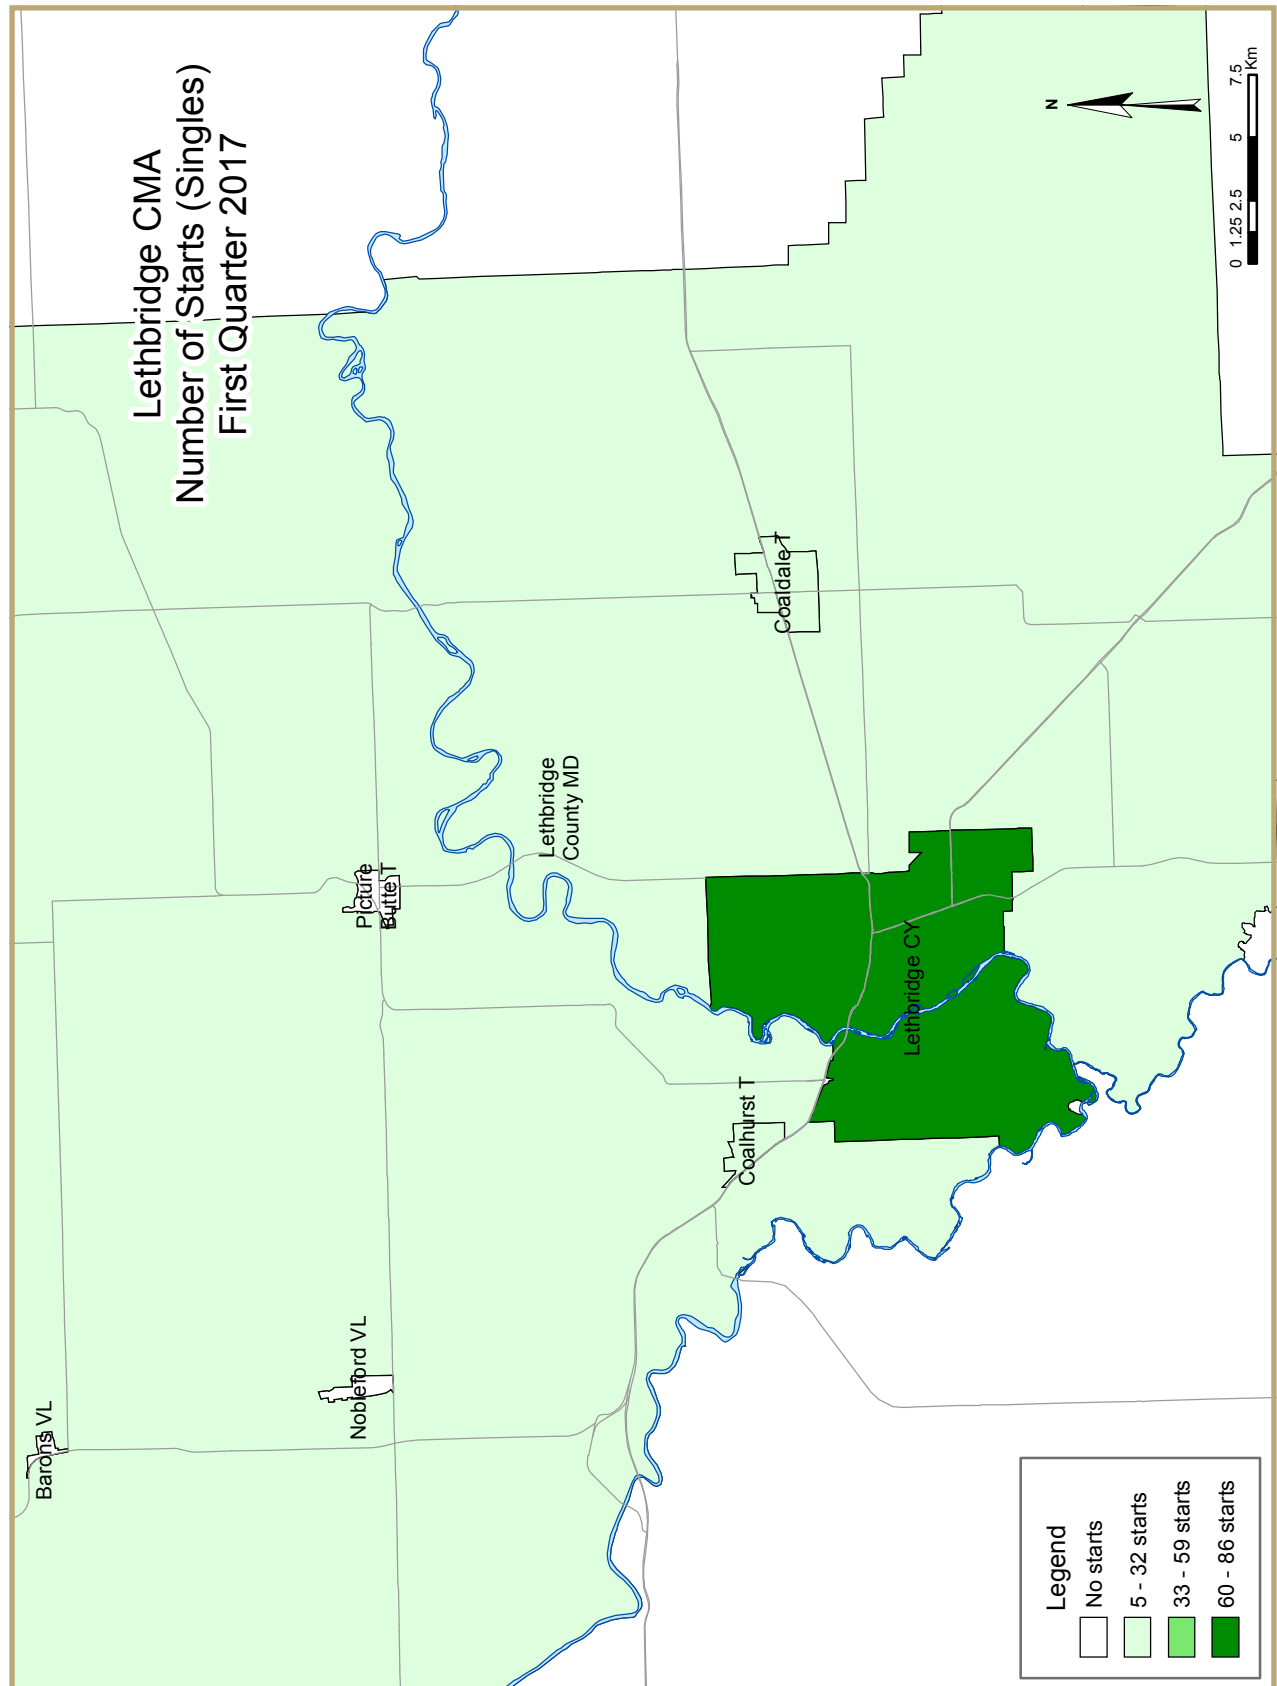 Lethbridge CMA
Number of Starts (Singles)
First Quarter 2017
Barons VL
Nobleford VL
Picture
Butte T
Lethbridge
County MD
Coalhurst T
Coaldale T
Lethbridge CY
Legend
No starts
5 - 32 starts
33 - 59 starts
60 - 86 starts
N
0 1.25 2.5 5 7.5
Km